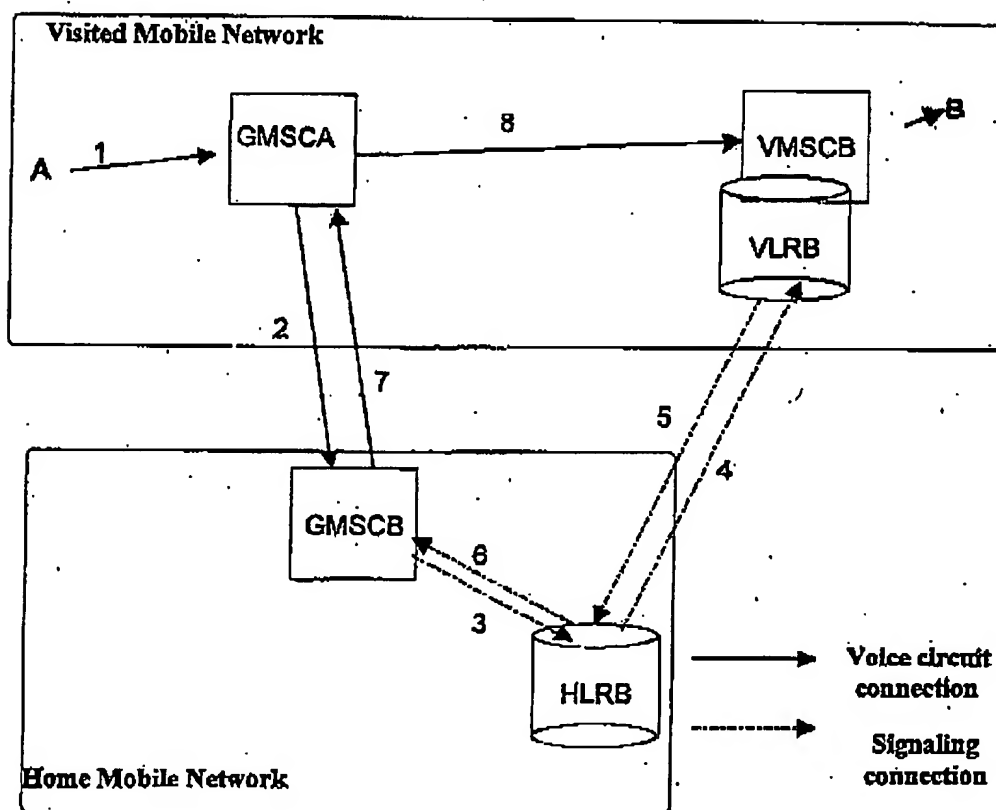 Visited Mobile Network
GMSCA
8
B
VMSCB
1
A
VLRB
2
7
5
4
GMSCB
6
3
HLRB
Voice circuit
connection
Signaling
connection
Home Mobile Network